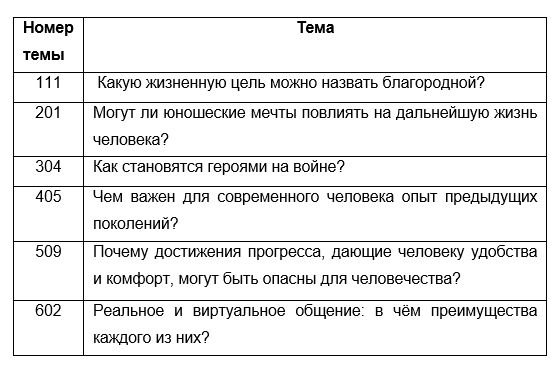 Номер Тема
темы
111 Какую жизненную цель можно назвать благородной?
201 Могут ли юношеские мечты повлиять на дальнейшую жизнь
человека?
304 Как становятся героями на войне?
405 Чем важен для современного человека опыт предыдущих
поколений?
509 Почему достижения прогресса, дающие человеку удобства
и комфорт, могут быть опасны для человечества?
602 Реальное и виртуальное общение: в чём преимущества
каждого из них?